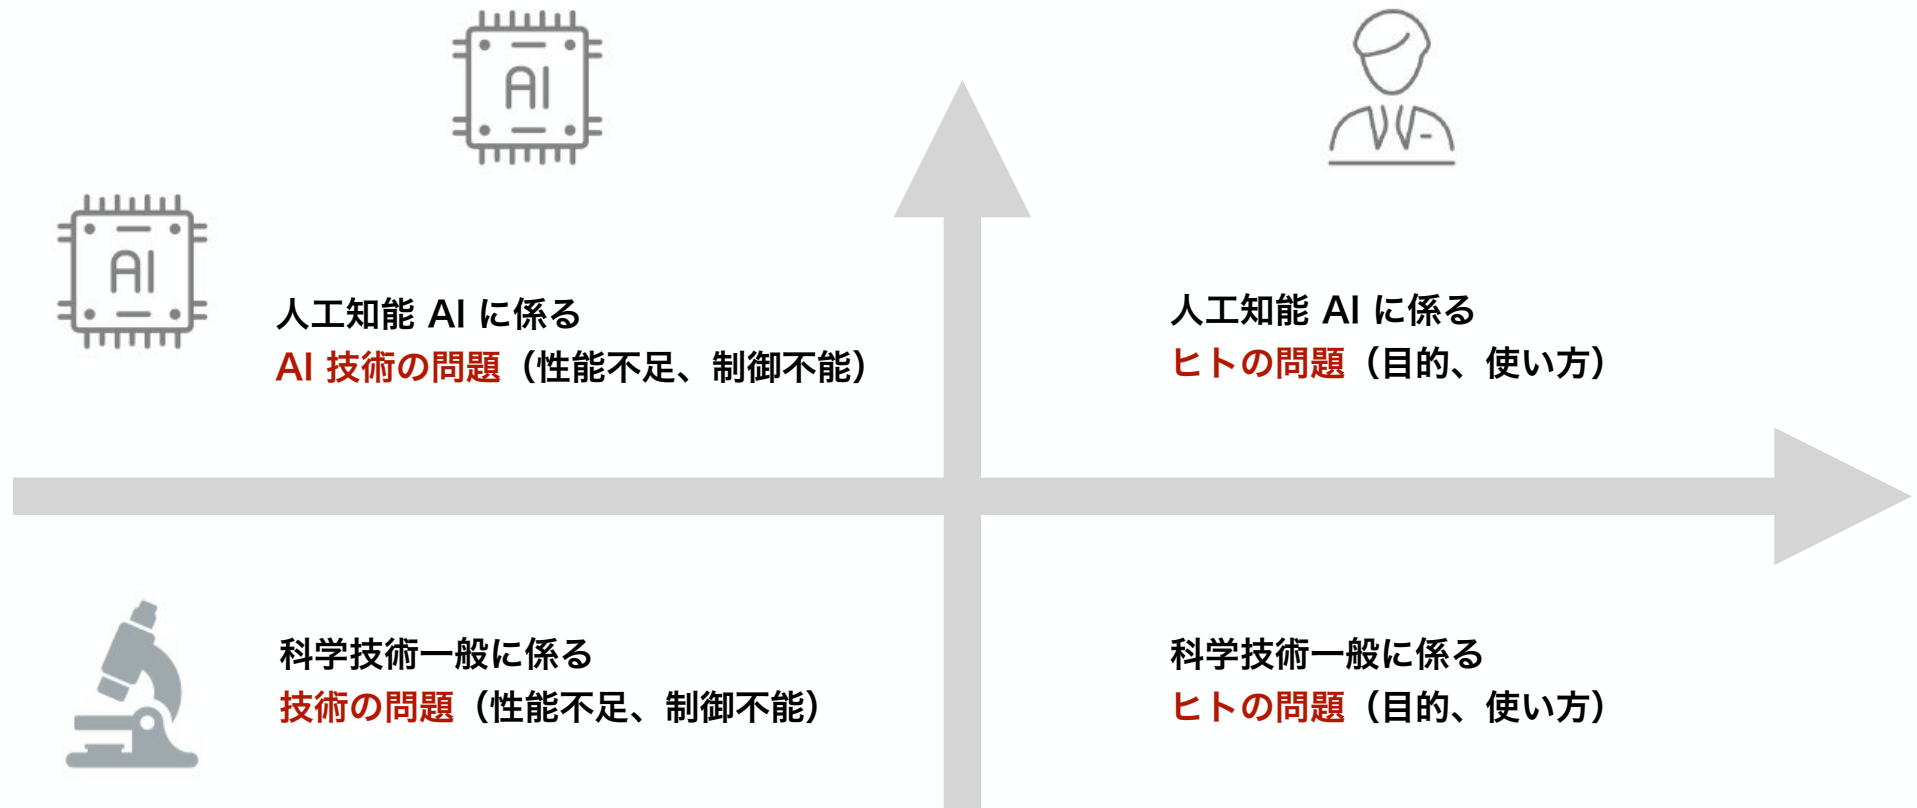 AI
AI
人工知能 AI に係る
AI 技術の問題（性能不足、制御不能）
人工知能 AI に係る
ヒトの問題（目的、使い方）
科学技術一般に係る
技術の問題（性能不足、制御不能）
科学技術一般に係る
ヒトの問題（目的、使い方）